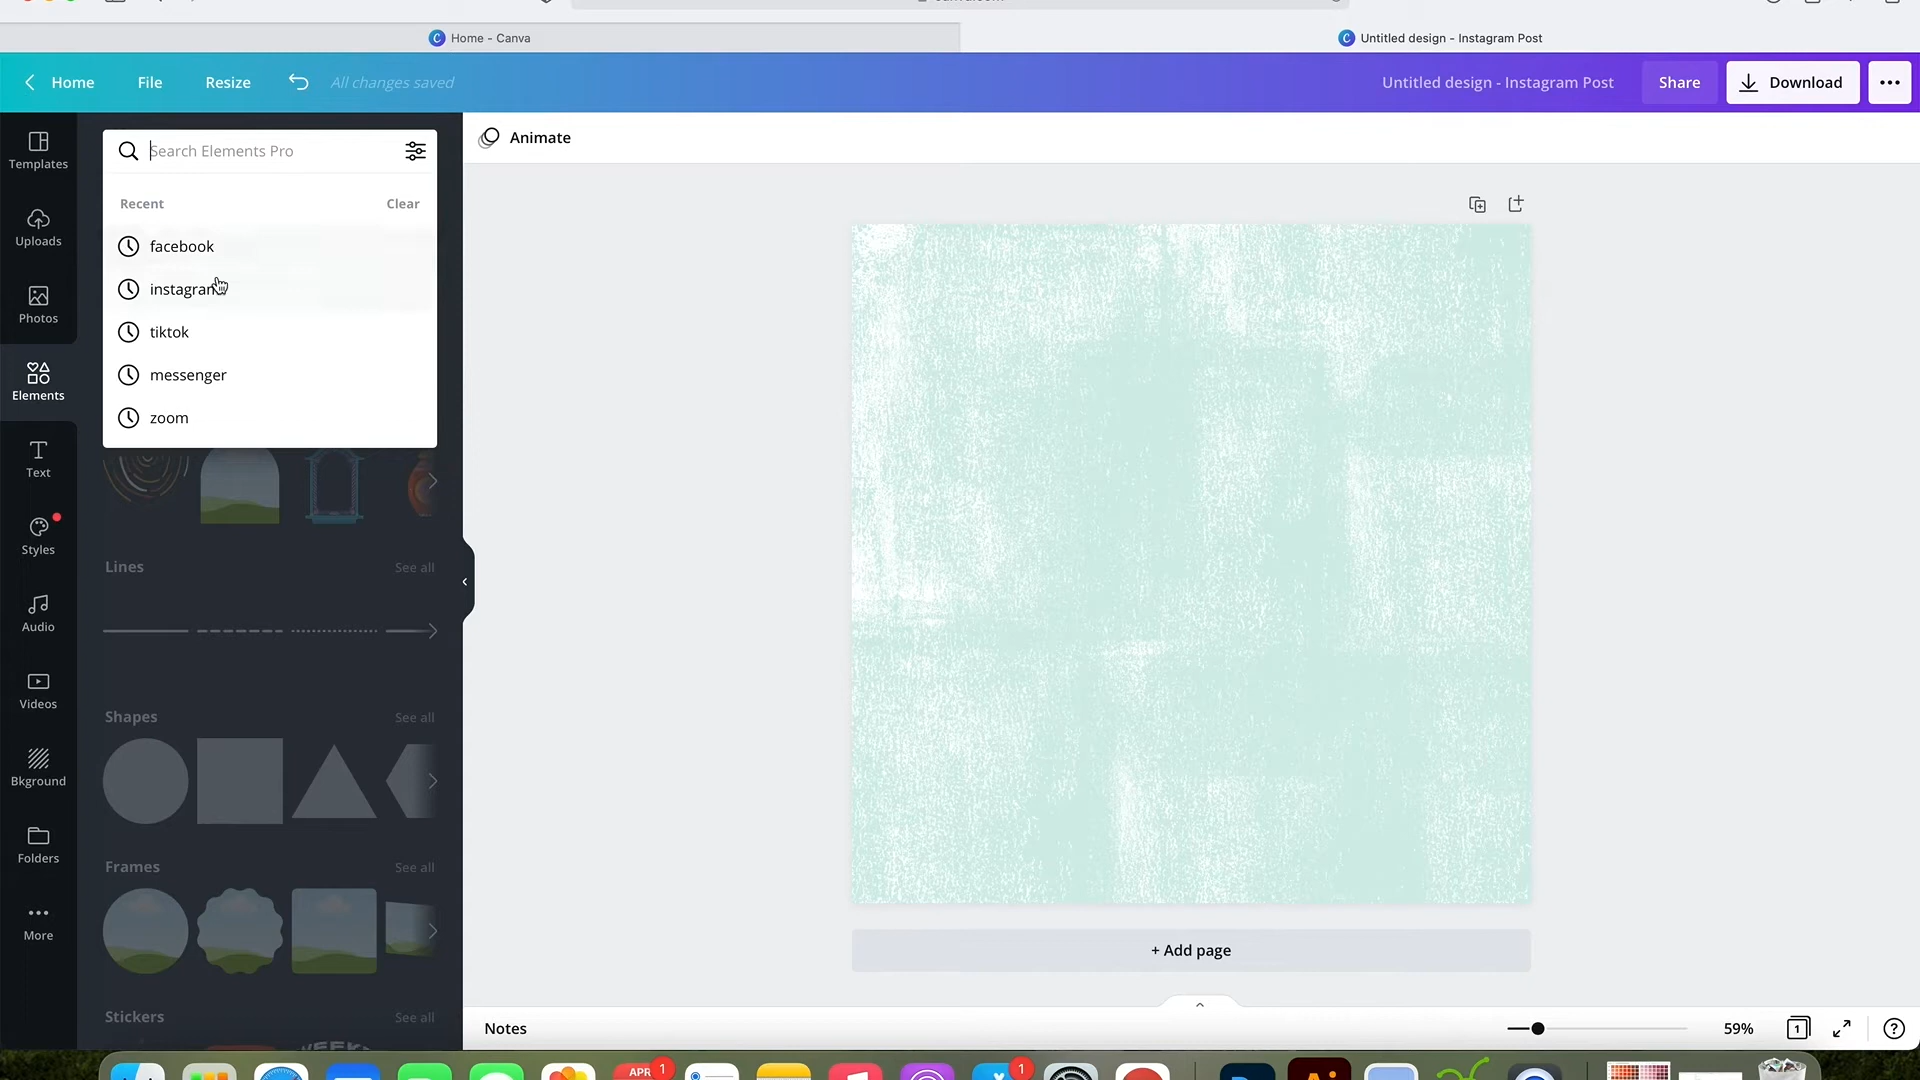 Home - Canva
Untitled design - Instagram Post
Home
File
Resize
All changes saved
Untitled design - Instagram Post
Share
Download
Templates
Uploads
Photos
Elements
Text
Styles
Audio
Videos
Bkground
Folders
More
Search Elements Pro
Recent
Clear
facebook
instagram
tiktok
messenger
zoom
Lines
See all
Shapes
See all
Frames
See all
Stickers
See all
Animate
+ Add page
Notes
59%
1
APR
1
1